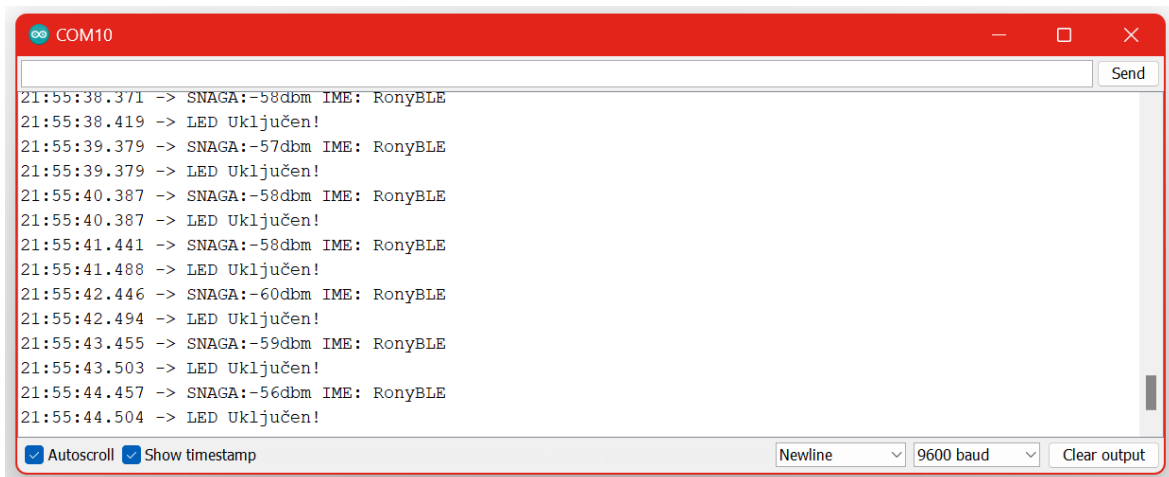 COM10
Send
21:55:38.371 -> SNAGA:-58dbm IME: RonyBLE
21:55:38.419 -> LED Uključen!
21:55:39.379 -> SNAGA:-57dbm IME: RonyBLE
21:55:39.379 -> LED Uključen!
21:55:40.387 -> SNAGA:-58dbm IME: RonyBLE
21:55:40.387 -> LED Uključen!
21:55:41.441 -> SNAGA:-58dbm IME: RonyBLE
21:55:41.488 -> LED Uključen!
21:55:42.446 -> SNAGA:-60dbm IME: RonyBLE
21:55:42.494 -> LED Uključen!
21:55:43.455 -> SNAGA:-59dbm IME: RonyBLE
21:55:43.503 -> LED Uključen!
21:55:44.457 -> SNAGA:-56dbm IME: RonyBLE
21:55:44.504 -> LED Uključen!
Autoscroll Show timestamp Newline 9600 baud Clear output